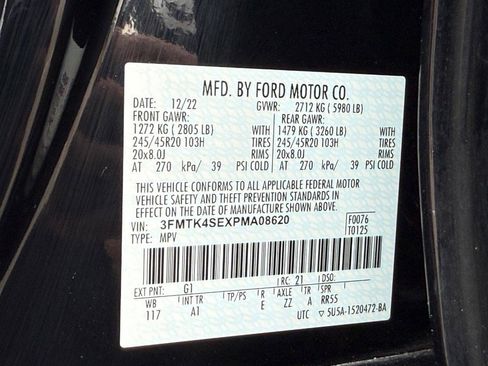 MFD. BY FORD MOTOR CO.
DATE: 12/22 GVWR: 2712 KG ( 5980 LB)
FRONT GAWR: REAR GAWR:
1272 KG ( 2805 LB) WITH 1479 KG ( 3260 LB) WITH
245/45R20 103H TIRES 245/45R20 103H TIRES
20x8.0J RIMS 20x8.0J RIMS
AT 270 kPa/ 39 PSI COLD AT 270 kPa/ 39 PSI COLD
THIS VEHICLE CONFORMS TO ALL APPLICABLE FEDERAL MOTOR
VEHICLE SAFETY AND THEFT PREVENTION STANDARDS IN
EFFECT ON THE DATE OF MANUFACTURE SHOWN ABOVE.
VIN: 3FMTK4SEXPMA08620 F0076
TYPE: MPV T0125
EXT PNT: G1 RC: 21 DSO:
WB INT TR TP/PS R AXLE TR SPR
117 A1 E ZZ A RR55
UTC SU5A-1520472-BA